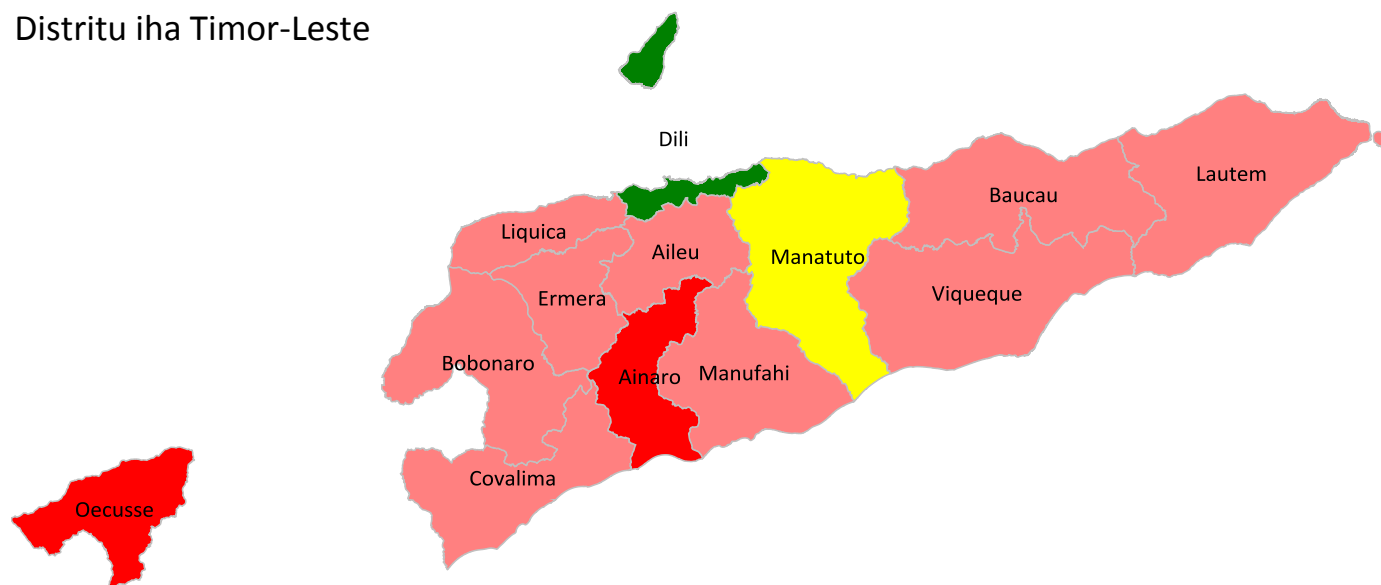 Distritu iha Timor-Leste
Dili
Lautem
Baucau
Liquica
Aileu
Manatuto
Viqueque
Ermera
Bobonaro
Ainaro
Manufahi
Covalima
Oecusse